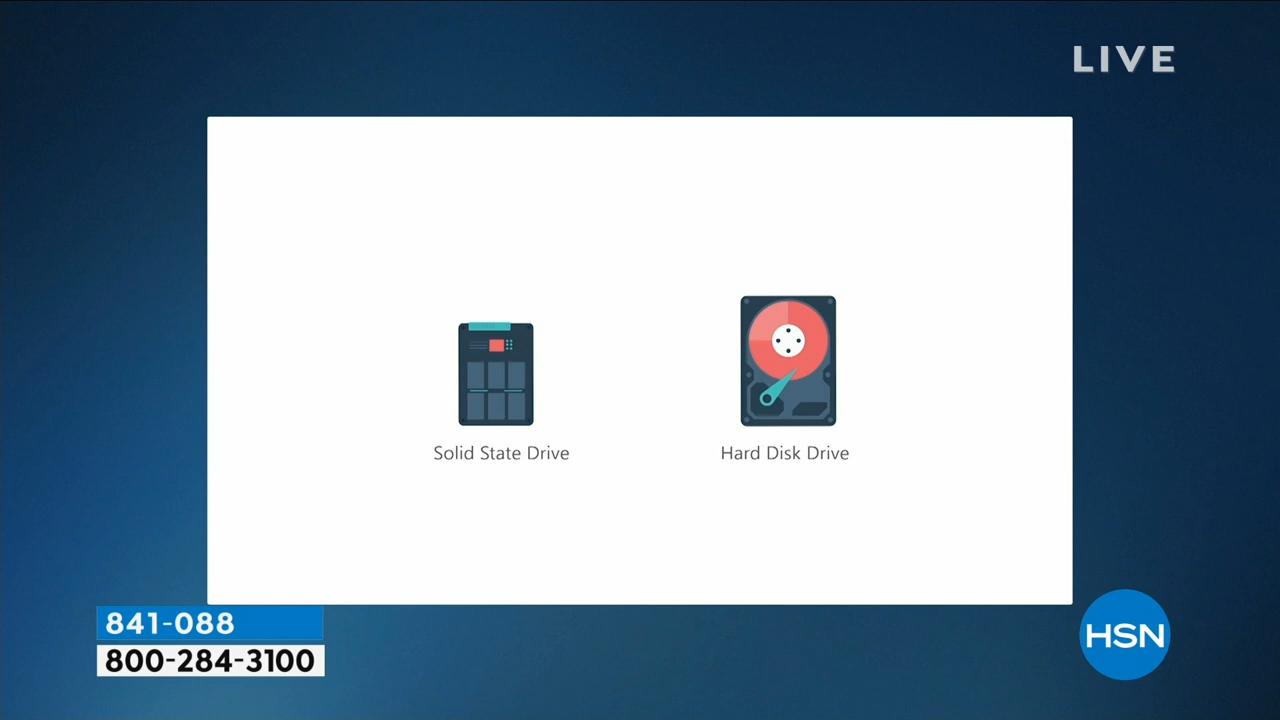 LIVE
Solid State Drive
Hard Disk Drive
841-088
800-284-3100
HSN